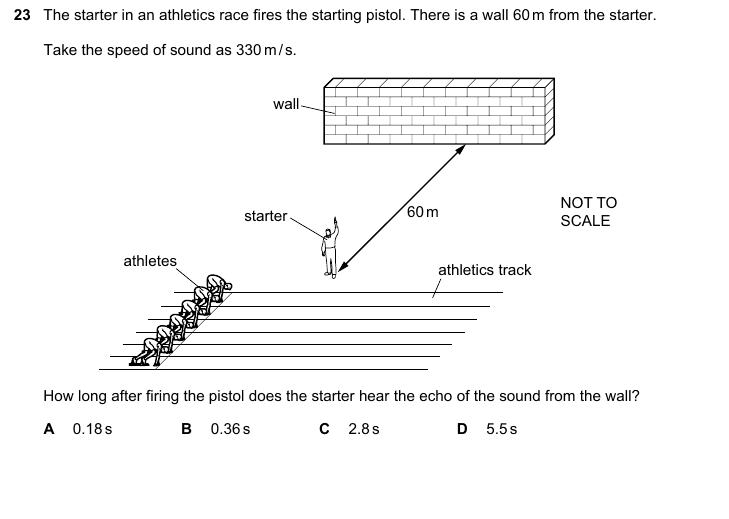 23 The starter in an athletics race fires the starting pistol. There is a wall 60 m from the starter.
Take the speed of sound as 330 m / s.
wall
starter
60 m
NOT TO
SCALE
athletes
athletics track
How long after firing the pistol does the starter hear the echo of the sound from the wall?
A 0.18 s B 0.36 s C 2.8 s D 5.5 s